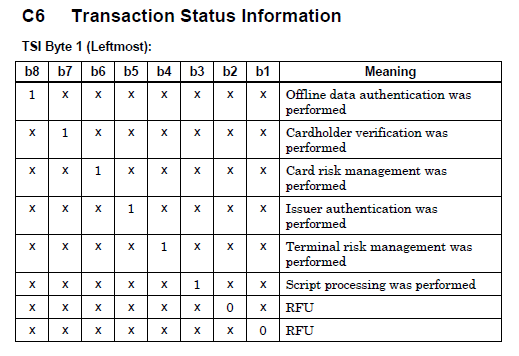 C6 Transaction Status Information
TSI Byte 1 (Leftmost):
b8 b7 b6 b5 b4 b3 b2 b1 Meaning
1 x x x x x x x Offline data authentication was
performed
x 1 x x x x x x Cardholder verification was
performed
x x 1 x x x x x Card risk management was
performed
x x x 1 x x x x Issuer authentication was
performed
x x x x 1 x x x Terminal risk management was
performed
x x x x x 1 x x Script processing was performed
x x x x x x 0 x RFU
x x x x x x x 0 RFU